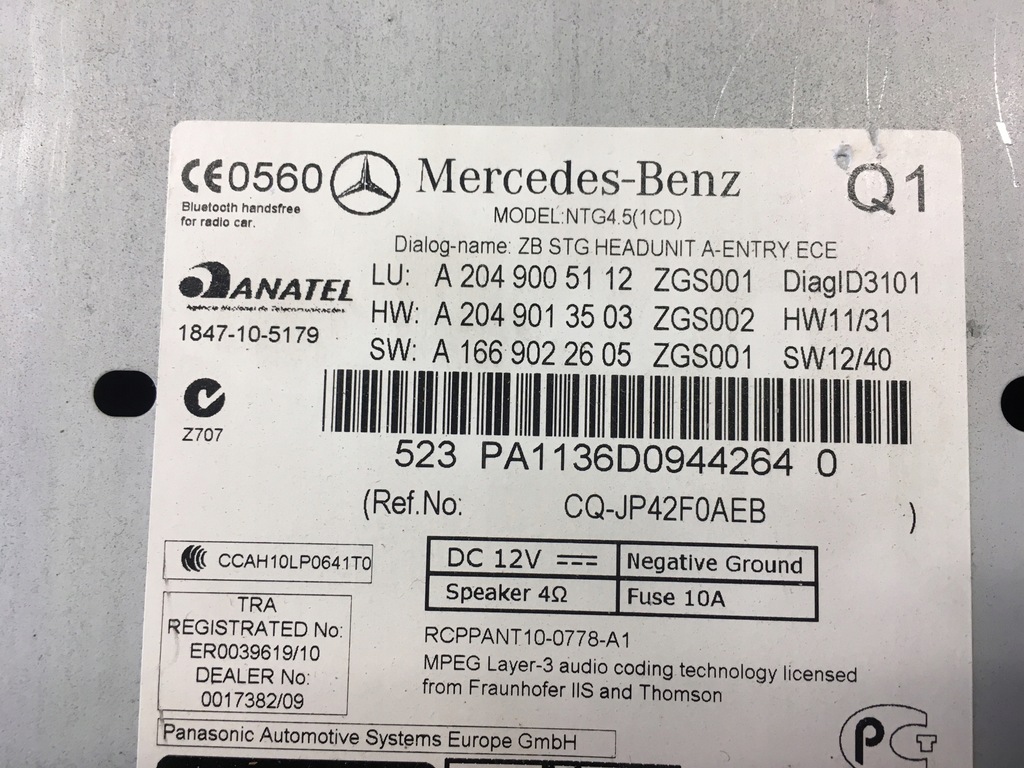 CE0560 Mercedes-Benz Q1
Bluetooth handsfree
for radio car.
MODEL:NTG4.5(1CD)
Dialog-name: ZB STG HEADUNIT A-ENTRY ECE
ANATEL
Agência Nacional de Telecomunicações
1847-10-5179
LU: A 204 900 51 12 ZGS001 DiagID3101
HW: A 204 901 35 03 ZGS002 HW11/31
SW: A 166 902 26 05 ZGS001 SW12/40
Z707
523 PA1136D0944264 0
(Ref.No: CQ-JP42F0AEB )
CCAH10LP0641T0
DC 12V Negative Ground
Speaker 4Ω Fuse 10A
TRA
REGISTRATED No:
ER0039619/10
DEALER No:
0017382/09
RCPPANT10-0778-A1
MPEG Layer-3 audio coding technology licensed
from Fraunhofer IIS and Thomson
Panasonic Automotive Systems Europe GmbH